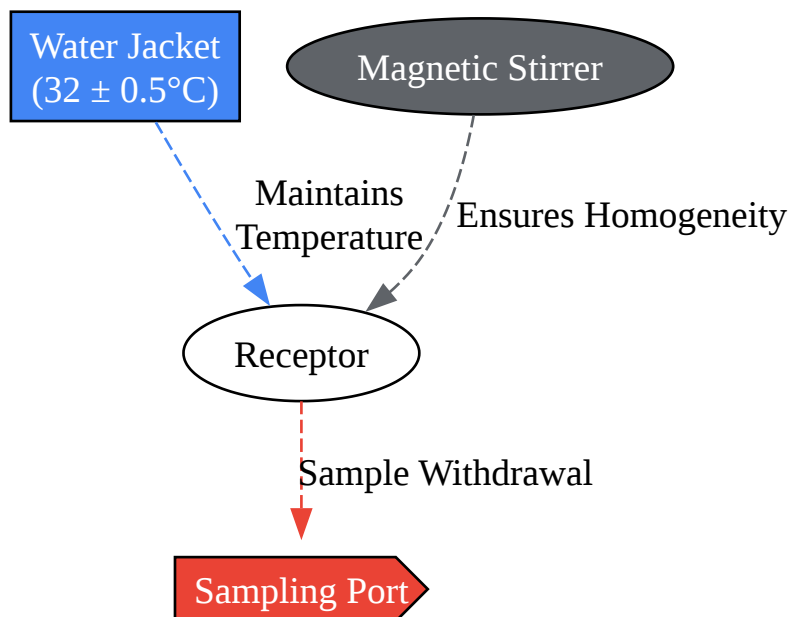 Water Jacket
(32 ± 0.5°C)
Magnetic Stirrer
Maintains
Temperature
Ensures Homogeneity
Receptor
Sample Withdrawal
Sampling Port